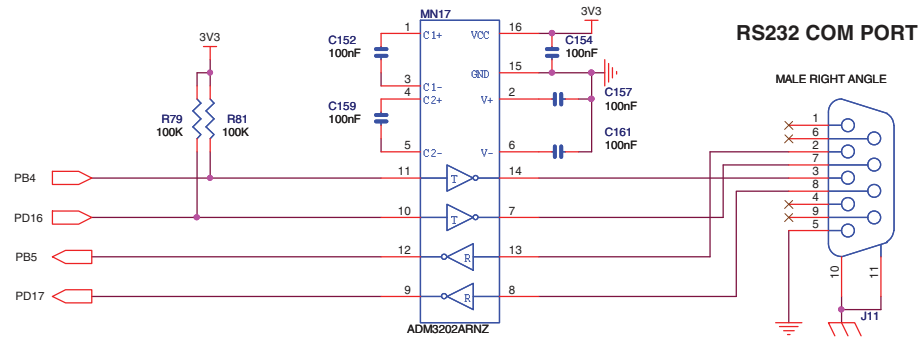 MN17
3V3
RS232 COM PORT
1
C1+
VCC
16
C152
100nF
C154
100nF
3V3
3
C1-
GND
15
MALE RIGHT ANGLE
4
C2+
V+
2
C157
100nF
R79
100K
R81
100K
C159
100nF
C161
100nF
5
C2-
V-
6
1
6
2
7
3
8
4
9
5
PB4
11
T
14
PD16
10
T
7
PB5
12
R
13
PD17
9
R
8
10
11
J11
ADM3202ARNZ